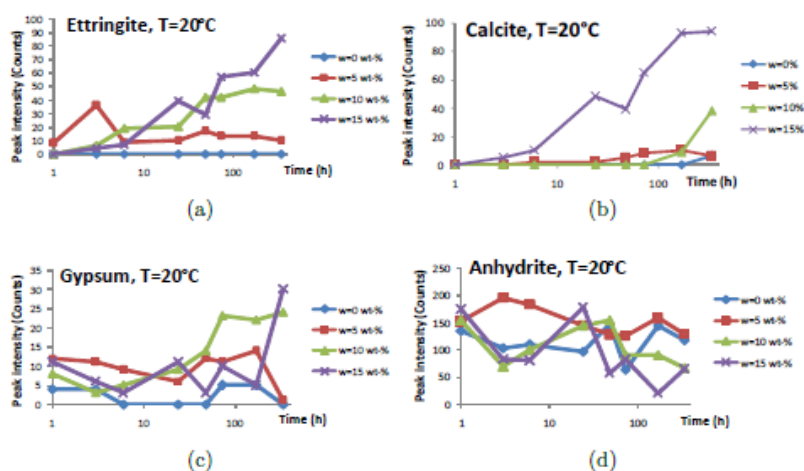 Ettringite, T=20°C
Peak intensity (Counts)
100
90
80
70
60
50
40
30
20
10
0
1
10
100
Time (h)
w=0 wt-%
w=5 wt-%
w=10 wt-%
w=15 wt-%
(a)
Calcite, T=20°C
Peak intensity (Counts)
100
80
60
40
20
0
1
10
100
Time (h)
w=0%
w=5%
w=10%
w=15%
(b)
Gypsum, T=20°C
Peak intensity (Counts)
35
30
25
20
15
10
5
0
1
10
100
Time (h)
w=0 wt-%
w=5 wt-%
w=10 wt-%
w=15 wt-%
(c)
Anhydrite, T=20°C
Peak intensity (Counts)
250
200
150
100
50
0
1
10
100
Time (h)
w=0 wt-%
w=5 wt-%
w=10 wt-%
w=15 wt-%
(d)